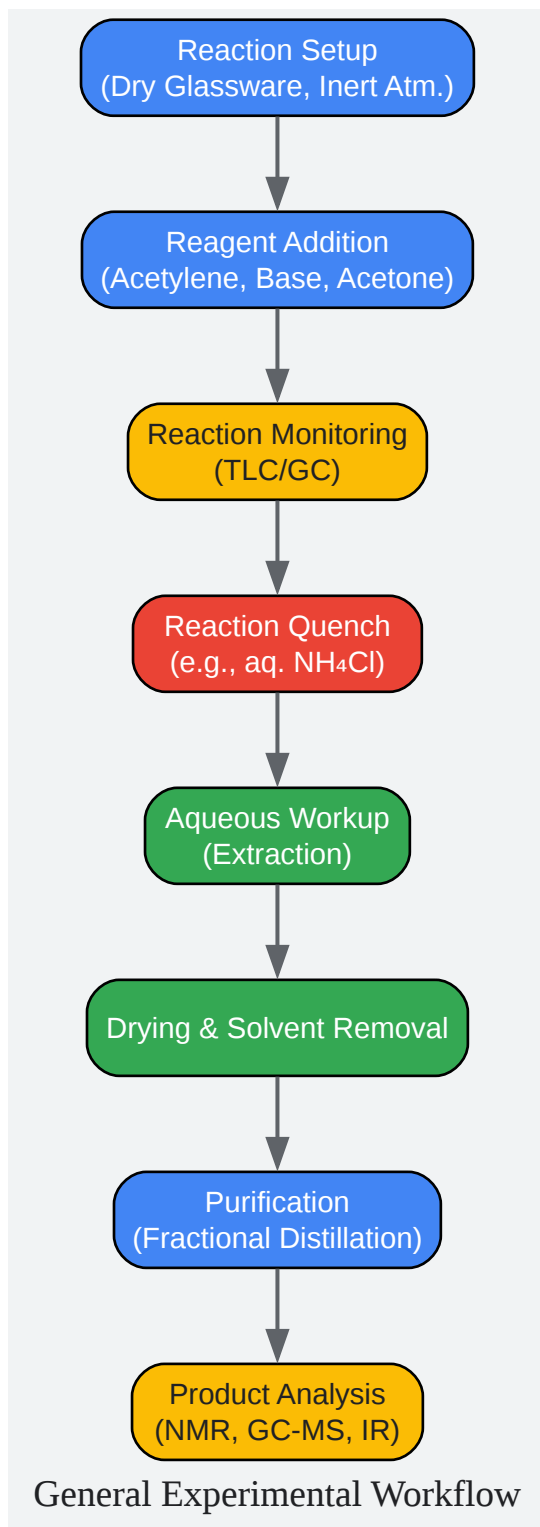 Reaction Setup
(Dry Glassware, Inert Atm.)
Reagent Addition
(Acetylene, Base, Acetone)
Reaction Monitoring
(TLC/GC)
Reaction Quench
(e.g., aq. NH₄Cl)
Aqueous Workup
(Extraction)
Drying & Solvent Removal
Purification
(Fractional Distillation)
Product Analysis
(NMR, GC-MS, IR)
General Experimental Workflow